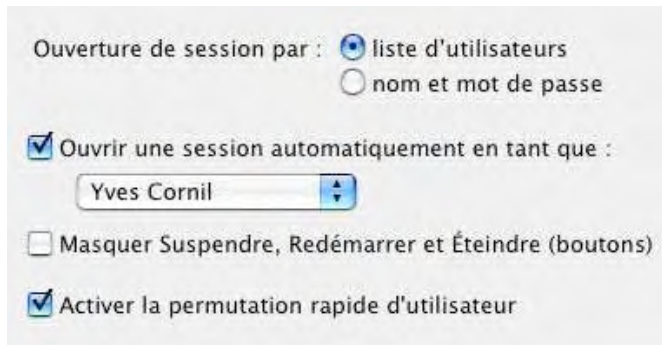 Ouverture de session par : liste d'utilisateurs
nom et mot de passe
Ouvrir une session automatiquement en tant que :
Yves Cornil
Masquer Suspendre, Redémarrer et Éteindre (boutons)
Activer la permutation rapide d'utilisateur